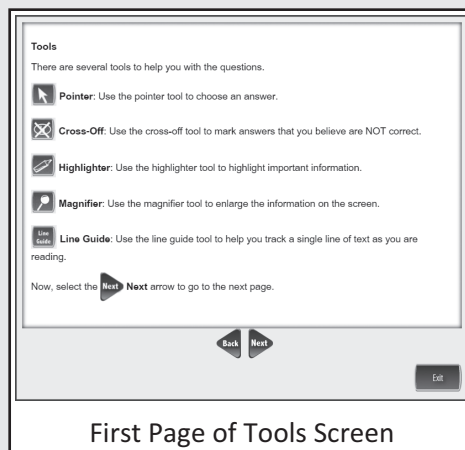 Tools
There are several tools to help you with the questions.
Pointer: Use the pointer tool to choose an answer.
Cross-Off: Use the cross-off tool to mark answers that you believe are NOT correct.
Highlighter: Use the highlighter tool to highlight important information.
Magnifier: Use the magnifier tool to enlarge the information on the screen.
Line
Guide
Line Guide: Use the line guide tool to help you track a single line of text as you are
reading.
Now, select the Next Next arrow to go to the next page.
Back Next
Exit
First Page of Tools Screen